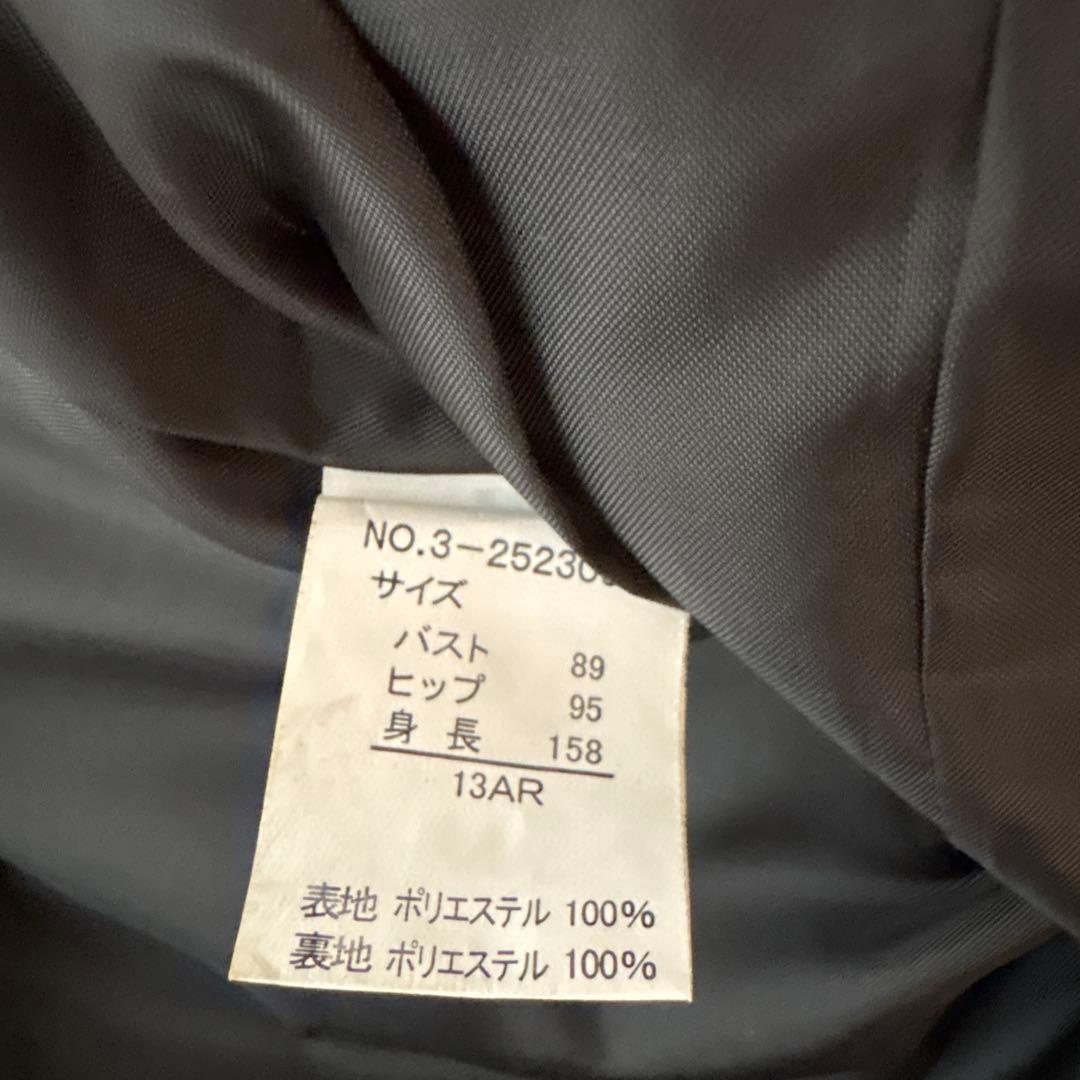 NO.3-25230
サイズ
バスト 89
ヒップ 95
身長 158
13AR
表地 ポリエステル 100%
裏地 ポリエステル 100%